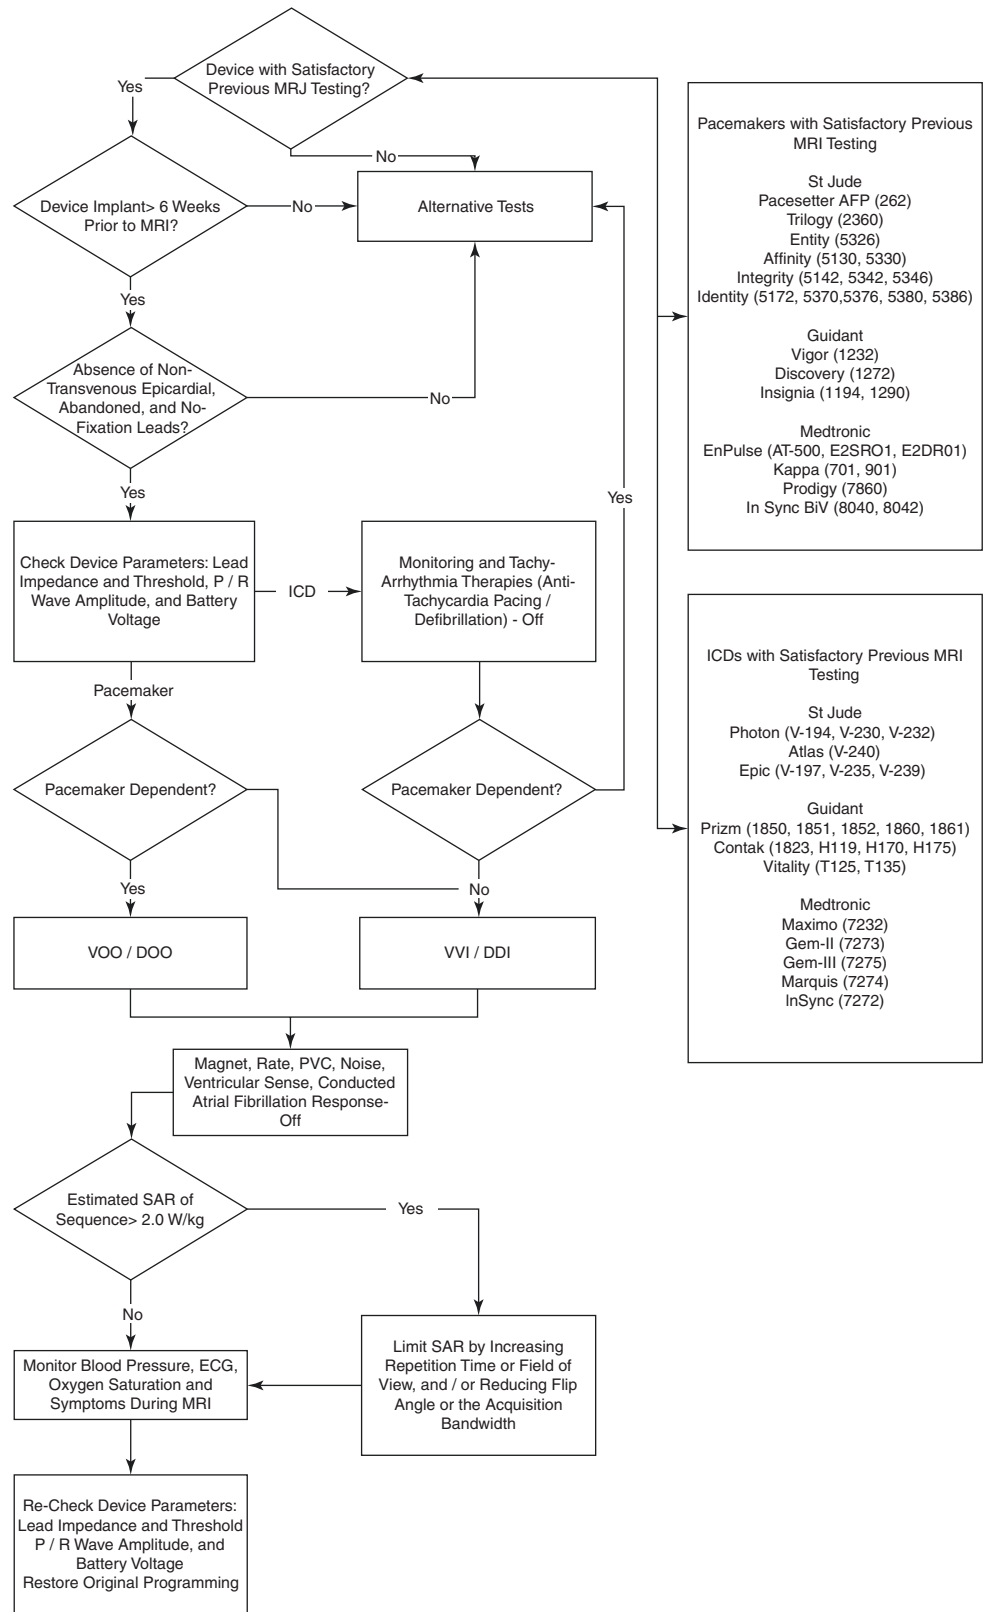 Device with Satisfactory
Previous MRJ Testing?
Yes
No
Device Implant> 6 Weeks
Prior to MRI?
No
Alternative Tests
Yes
Absence of Non-
Transvenous Epicardial,
Abandoned, and No-
Fixation Leads?
No
Yes
Yes
Check Device Parameters: Lead
Impedance and Threshold, P / R
Wave Amplitude, and Battery
Voltage
ICD
Monitoring and Tachy-
Arrhythmia Therapies (Anti-
Tachycardia Pacing /
Defibrillation) - Off
Pacemaker
Pacemaker Dependent?
Pacemaker Dependent?
Yes
No
VOO / DOO
VVI / DDI
Magnet, Rate, PVC, Noise,
Ventricular Sense, Conducted
Atrial Fibrillation Response-
Off
Estimated SAR of
Sequence> 2.0 W/kg
Yes
No
Limit SAR by Increasing
Repetition Time or Field of
View, and / or Reducing Flip
Angle or the Acquisition
Bandwidth
Monitor Blood Pressure, ECG,
Oxygen Saturation and
Symptoms During MRI
Re-Check Device Parameters:
Lead Impedance and Threshold
P / R Wave Amplitude, and
Battery Voltage
Restore Original Programming
Pacemakers with Satisfactory Previous
MRI Testing
St Jude
Pacesetter AFP (262)
Trilogy (2360)
Entity (5326)
Affinity (5130, 5330)
Integrity (5142, 5342, 5346)
Identity (5172, 5370,5376, 5380, 5386)
Guidant
Vigor (1232)
Discovery (1272)
Insignia (1194, 1290)
Medtronic
EnPulse (AT-500, E2SRO1, E2DR01)
Kappa (701, 901)
Prodigy (7860)
In Sync BiV (8040, 8042)
ICDs with Satisfactory Previous MRI
Testing
St Jude
Photon (V-194, V-230, V-232)
Atlas (V-240)
Epic (V-197, V-235, V-239)
Guidant
Prizm (1850, 1851, 1852, 1860, 1861)
Contak (1823, H119, H170, H175)
Vitality (T125, T135)
Medtronic
Maximo (7232)
Gem-II (7273)
Gem-III (7275)
Marquis (7274)
InSync (7272)